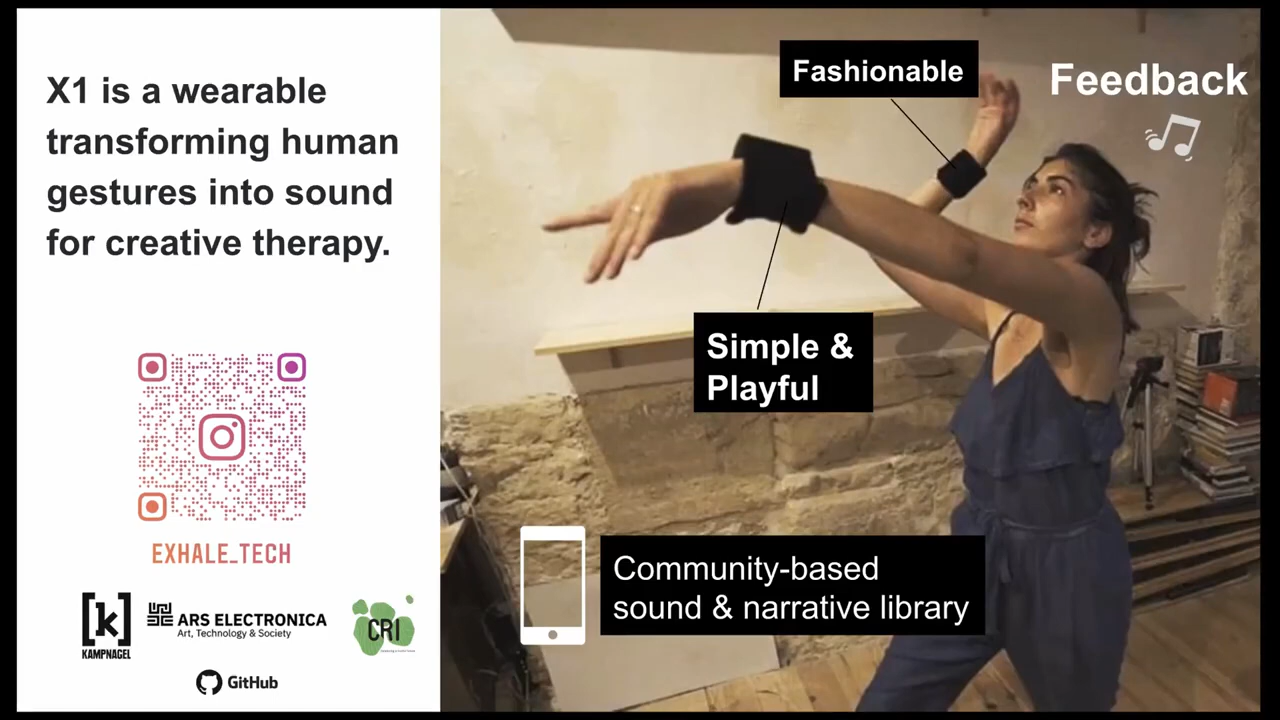 X1 is a wearable
transforming human
gestures into sound
for creative therapy.
EXHALE_TECH
[k]
KAMPNAGEL
ARS ELECTRONICA
Art, Technology & Society
CRI
GitHub
Fashionable
Feedback
Simple &
Playful
Community-based
sound & narrative library